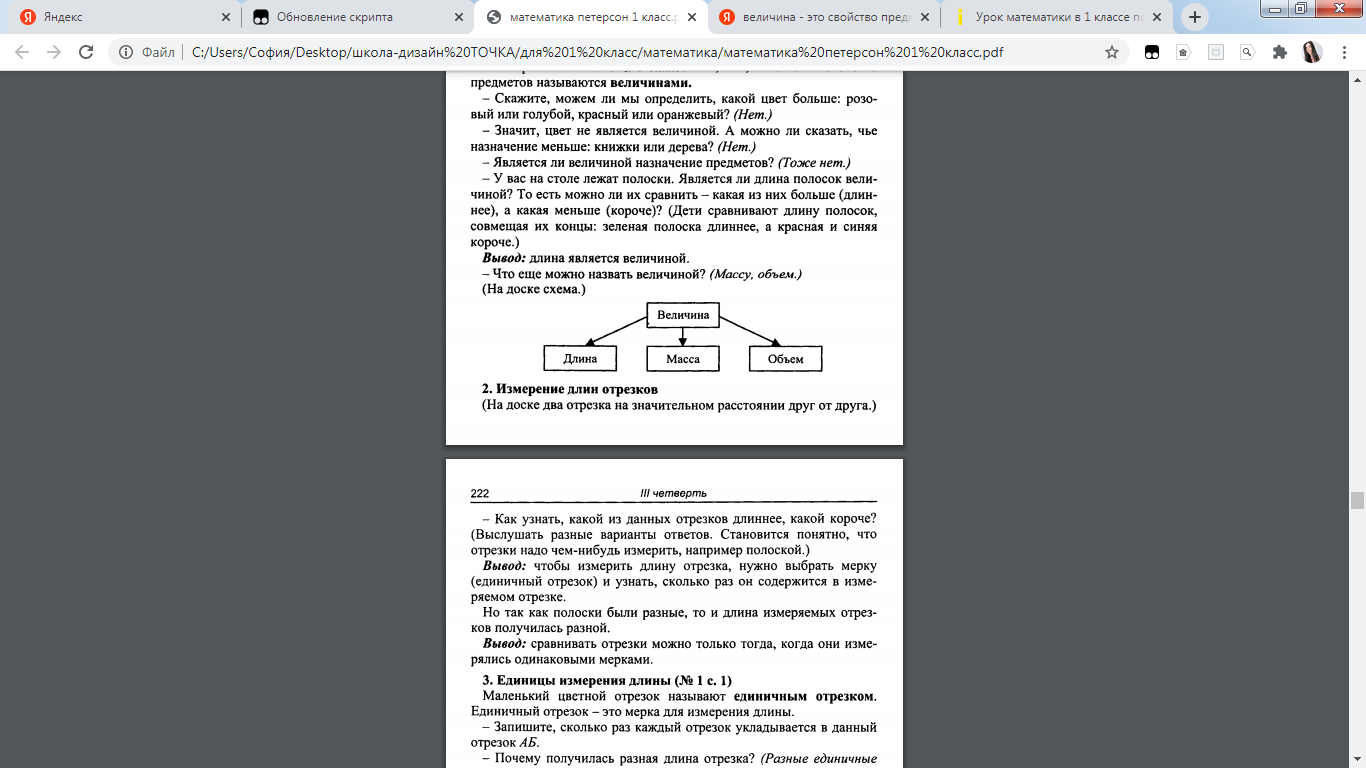 Яндекс
Обновление скрипта
математика петерсон 1 класс.p
величина - это свойство пред
Урок математики в 1 классе по
Файл
C:/Users/София/Desktop/школа-дизайн%20ТОЧКА/для%201%20класс/математика/математика%20петерсон%201%20класс.pdf
предметов называются величинами.
– Скажите, можем ли мы определить, какой цвет больше: розо-
вый или голубой, красный или оранжевый? (Нет.)
– Значит, цвет не является величиной. А можно ли сказать, чье
назначение меньше: книжки или дерева? (Нет.)
– Является ли величиной назначение предметов? (Тоже нет.)
– У вас на столе лежат полоски. Является ли длина полосок вели-
чиной? То есть можно ли их сравнить – какая из них больше (длин-
нее), а какая меньше (короче)? (Дети сравнивают длину полосок,
совмещая их концы: зеленая полоска длиннее, а красная и синяя
короче.)
Вывод: длина является величиной.
– Что еще можно назвать величиной? (Массу, объем.)
(На доске схема.)
Величина
Длина
Масса
Объем
2. Измерение длин отрезков
(На доске два отрезка на значительном расстоянии друг от друга.)
222
III четверть
– Как узнать, какой из данных отрезков длиннее, какой короче?
(Выслушать разные варианты ответов. Становится понятно, что
отрезки надо чем-нибудь измерить, например полоской.)
Вывод: чтобы измерить длину отрезка, нужно выбрать мерку
(единичный отрезок) и узнать, сколько раз он содержится в изме-
ряемом отрезке.
Но так как полоски были разные, то и длина измеряемых отрез-
ков получилась разной.
Вывод: сравнивать отрезки можно только тогда, когда они изме-
рялись одинаковыми мерками.
3. Единицы измерения длины (№ 1 с. 1)
Маленький цветной отрезок называют единичным отрезком.
Единичный отрезок – это мерка для измерения длины.
– Запишите, сколько раз каждый отрезок укладывается в данный
отрезок АБ.
– Почему получилась разная длина отрезка? (Разные единичные